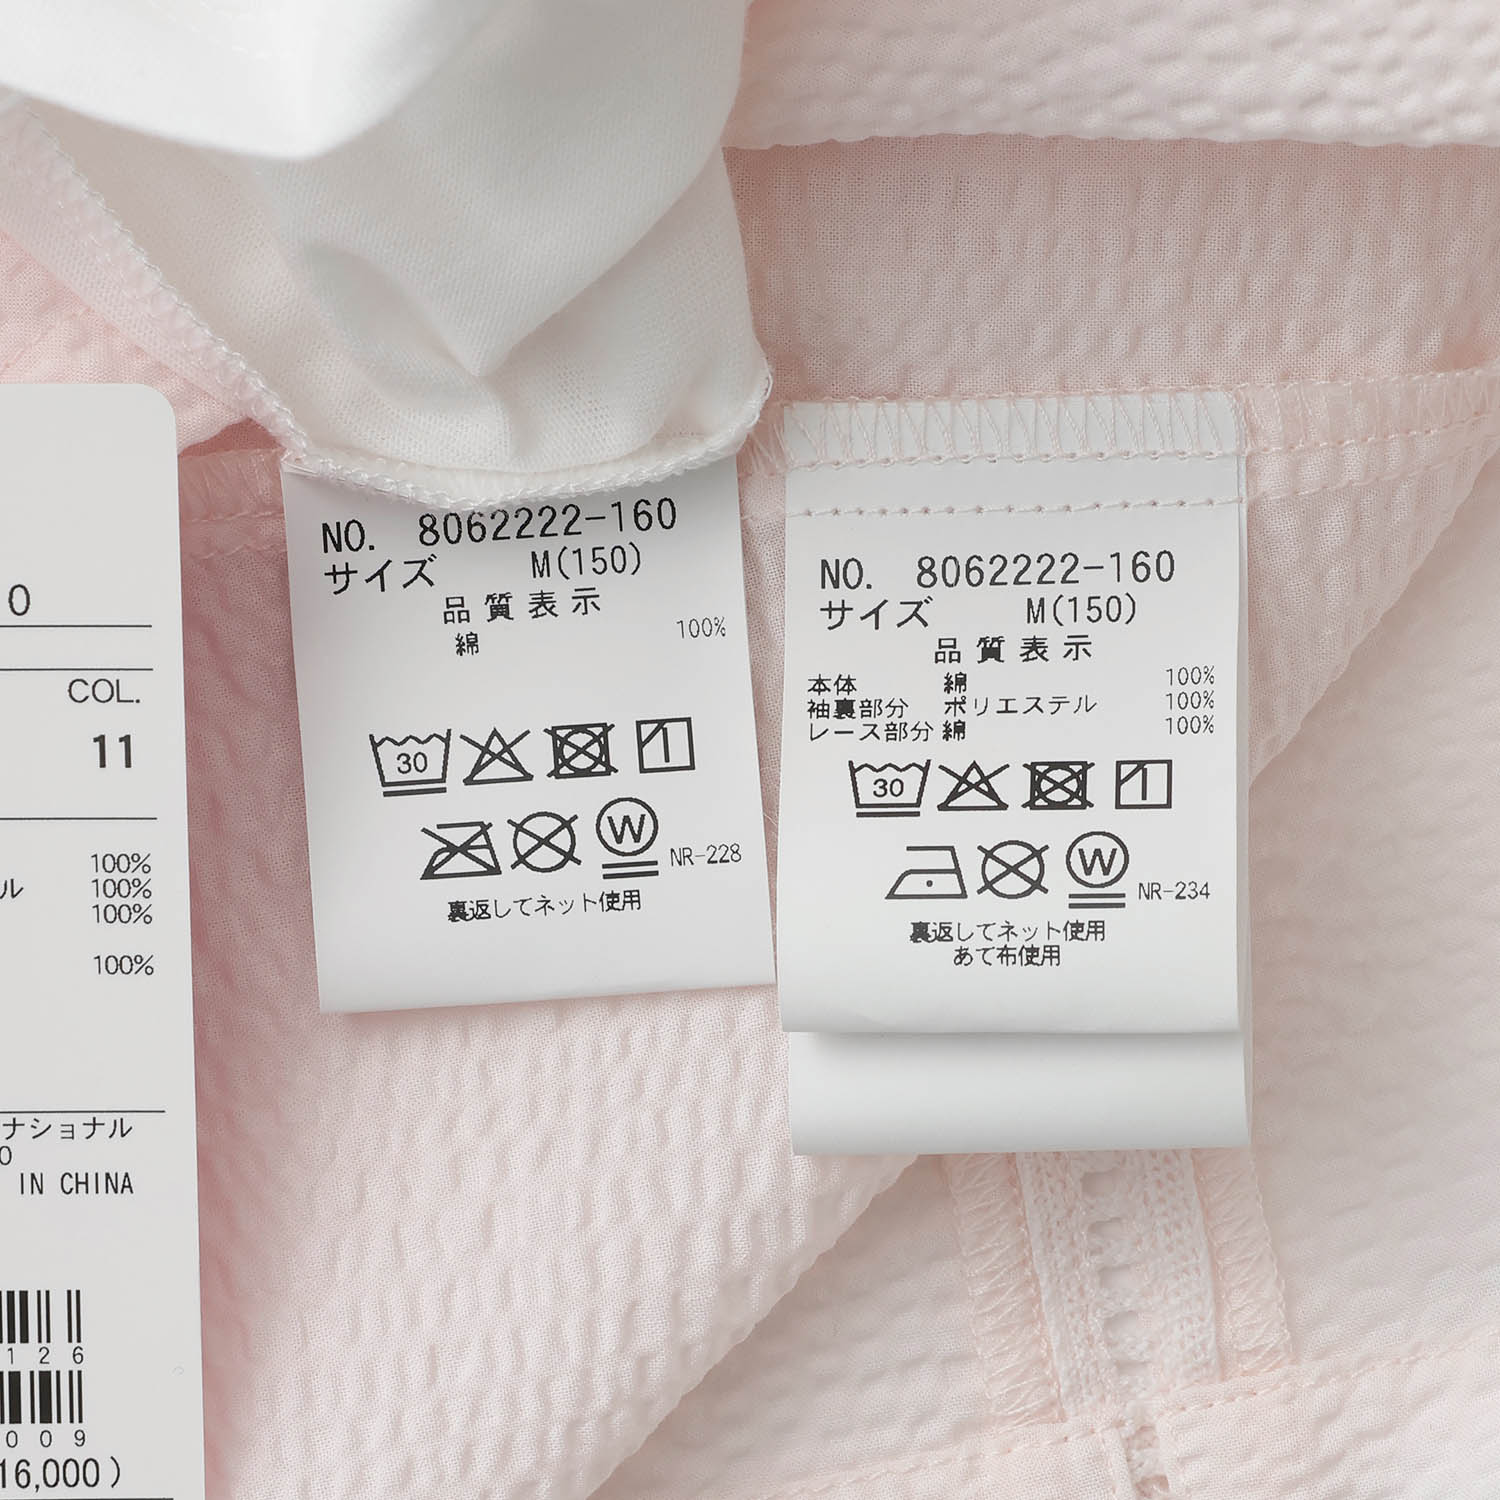 0
COL.
11
100%
ル 100%
100%
100%
ナショナル
0
IN CHINA
126
009
16,000)
NO. 8062222-160
サイズ M(150)
品質表示
綿 100%
30
W NR-228
裏返してネット使用
NO. 8062222-160
サイズ M(150)
品質表示
本体 綿 100%
袖裏部分 ポリエステル 100%
レース部分 綿 100%
30
W NR-234
裏返してネット使用
あて布使用